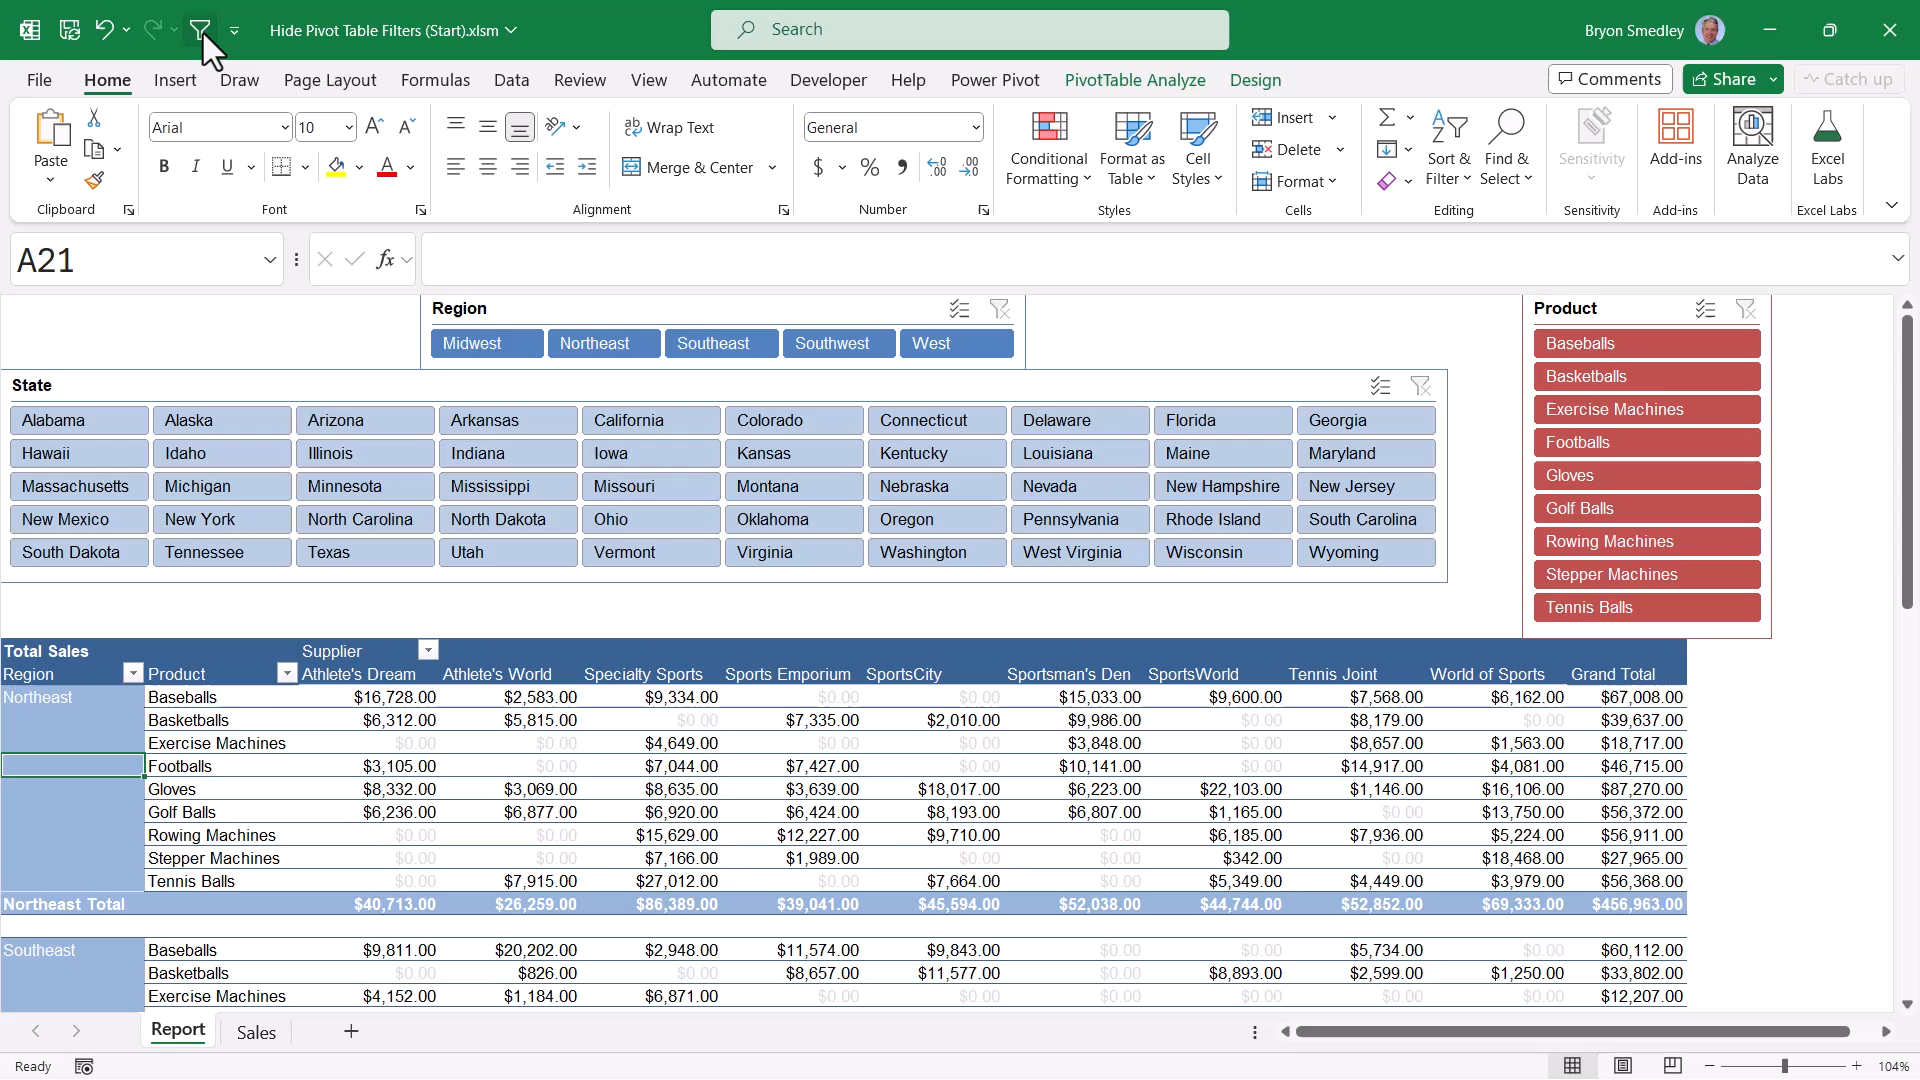 Hide Pivot Table Filters (Start).xlsm
Search
Bryon Smedley
File Home Insert Draw Page Layout Formulas Data Review View Automate Developer Help Power Pivot PivotTable Analyze Design
Comments Share Catch up
Paste
Clipboard
Arial 10
B I U
Font
Wrap Text
Merge & Center
Alignment
General
$ % ,
Number
Conditional Formatting
Format as Table
Cell Styles
Styles
Insert
Delete
Format
Cells
Sort & Filter
Find & Select
Editing
Sensitivity
Sensitivity
Add-ins
Add-ins
Analyze Data
Excel Labs
Excel Labs
A21
fx
Region
Midwest Northeast Southeast Southwest West
State
Alabama Alaska Arizona Arkansas California Colorado Connecticut Delaware Florida Georgia
Hawaii Idaho Illinois Indiana Iowa Kansas Kentucky Louisiana Maine Maryland
Massachusetts Michigan Minnesota Mississippi Missouri Montana Nebraska Nevada New Hampshire New Jersey
New Mexico New York North Carolina North Dakota Ohio Oklahoma Oregon Pennsylvania Rhode Island South Carolina
South Dakota Tennessee Texas Utah Vermont Virginia Washington West Virginia Wisconsin Wyoming
Product
Baseballs
Basketballs
Exercise Machines
Footballs
Gloves
Golf Balls
Rowing Machines
Stepper Machines
Tennis Balls
Total Sales Supplier
Region Product Athlete's Dream Athlete's World Specialty Sports Sports Emporium SportsCity Sportsman's Den SportsWorld Tennis Joint World of Sports Grand Total
Northeast Baseballs $16,728.00 $2,583.00 $9,334.00 $0.00 $0.00 $15,033.00 $9,600.00 $7,568.00 $6,162.00 $67,008.00
Basketballs $6,312.00 $5,815.00 $0.00 $7,335.00 $2,010.00 $9,986.00 $0.00 $8,179.00 $0.00 $39,637.00
Exercise Machines $0.00 $0.00 $4,649.00 $0.00 $0.00 $3,848.00 $0.00 $8,657.00 $1,563.00 $18,717.00
Footballs $3,105.00 $0.00 $7,044.00 $7,427.00 $0.00 $10,141.00 $0.00 $14,917.00 $4,081.00 $46,715.00
Gloves $8,332.00 $3,069.00 $8,635.00 $3,639.00 $18,017.00 $6,223.00 $22,103.00 $1,146.00 $16,106.00 $87,270.00
Golf Balls $6,236.00 $6,877.00 $6,920.00 $6,424.00 $8,193.00 $6,807.00 $1,165.00 $0.00 $13,750.00 $56,372.00
Rowing Machines $0.00 $0.00 $15,629.00 $12,227.00 $9,710.00 $0.00 $6,185.00 $7,936.00 $5,224.00 $56,911.00
Stepper Machines $0.00 $0.00 $7,166.00 $1,989.00 $0.00 $0.00 $342.00 $0.00 $18,468.00 $27,965.00
Tennis Balls $0.00 $7,915.00 $27,012.00 $0.00 $7,664.00 $0.00 $5,349.00 $4,449.00 $3,979.00 $56,368.00
Northeast Total $40,713.00 $26,259.00 $86,389.00 $39,041.00 $45,594.00 $52,038.00 $44,744.00 $52,852.00 $69,333.00 $456,963.00
Southeast Baseballs $9,811.00 $20,202.00 $2,948.00 $11,574.00 $9,843.00 $0.00 $0.00 $5,734.00 $0.00 $60,112.00
Basketballs $0.00 $826.00 $0.00 $8,657.00 $11,577.00 $0.00 $8,893.00 $2,599.00 $1,250.00 $33,802.00
Exercise Machines $4,152.00 $1,184.00 $6,871.00 $0.00 $0.00 $0.00 $0.00 $0.00 $0.00 $12,207.00
Report Sales
Ready
104%